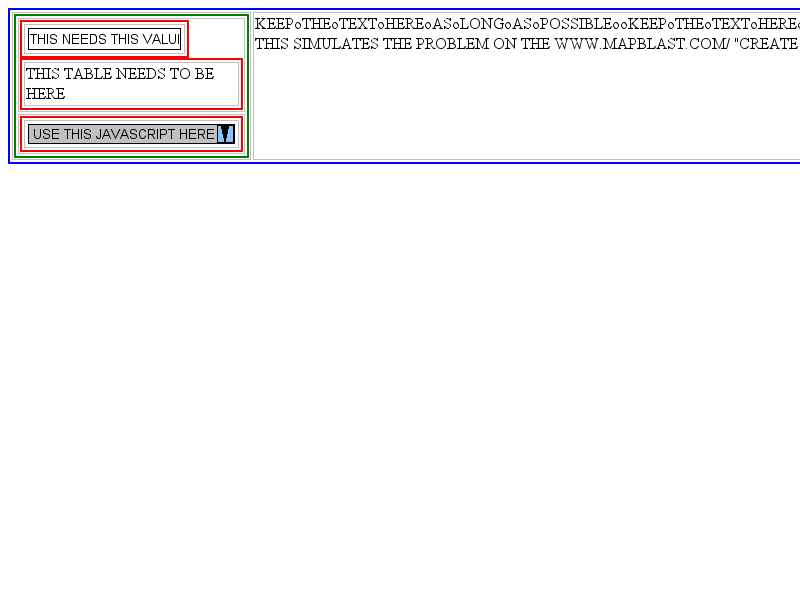 THIS NEEDS THIS VALU
THIS TABLE NEEDS TO BE
HERE
USE THIS JAVASCRIPT HERE
KEEPoTHEoTEXToHEREoASoLONGoASoPOSSIBLEooKEEPoTHEoTEXToHEREo
THIS SIMULATES THE PROBLEM ON THE WWW.MAPBLAST.COM/ "CREATE